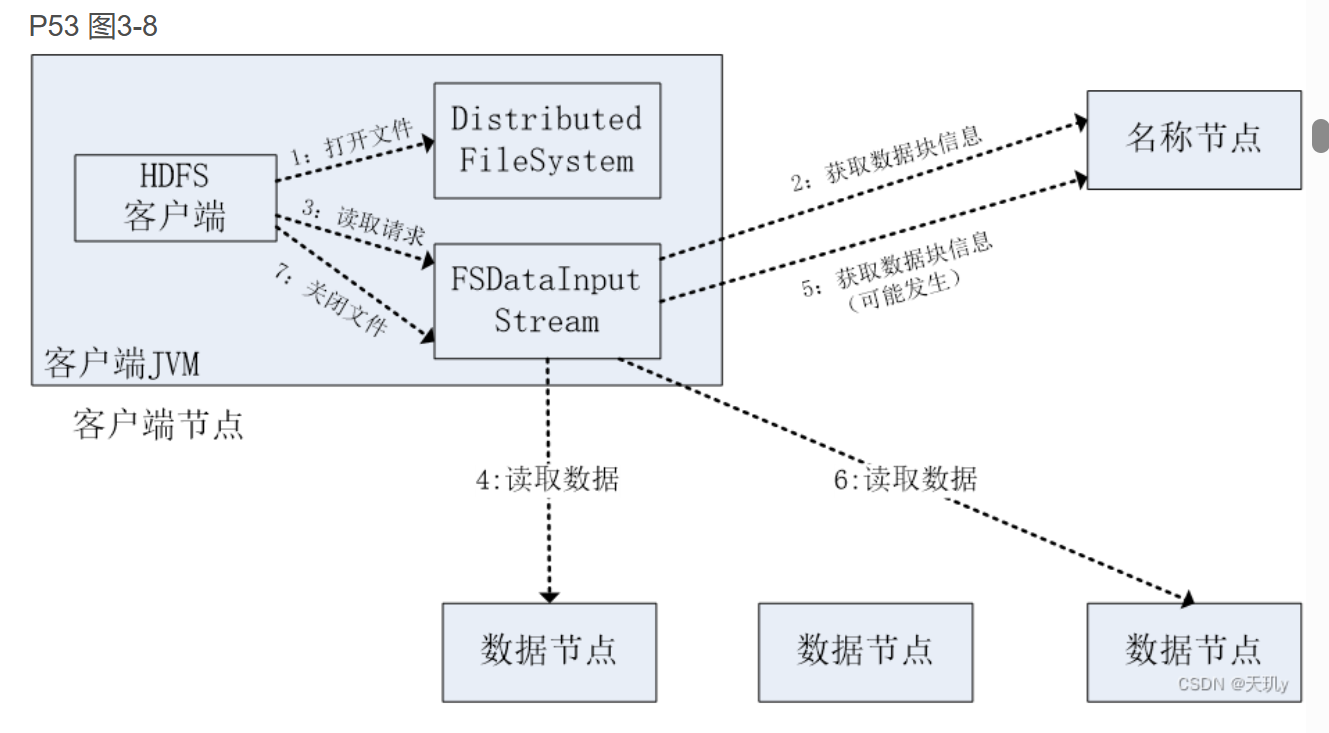 P53 图3-8
Distributed
FileSystem
1：打开文件
HDFS
客户端
3：读取请求
7：关闭文件
FSDataInput
Stream
2：获取数据块信息
名称节点
5：获取数据块信息
（可能发生）
客户端JVM
客户端节点
4:读取数据
6:读取数据
数据节点
数据节点
数据节点
CSDN @天玑y